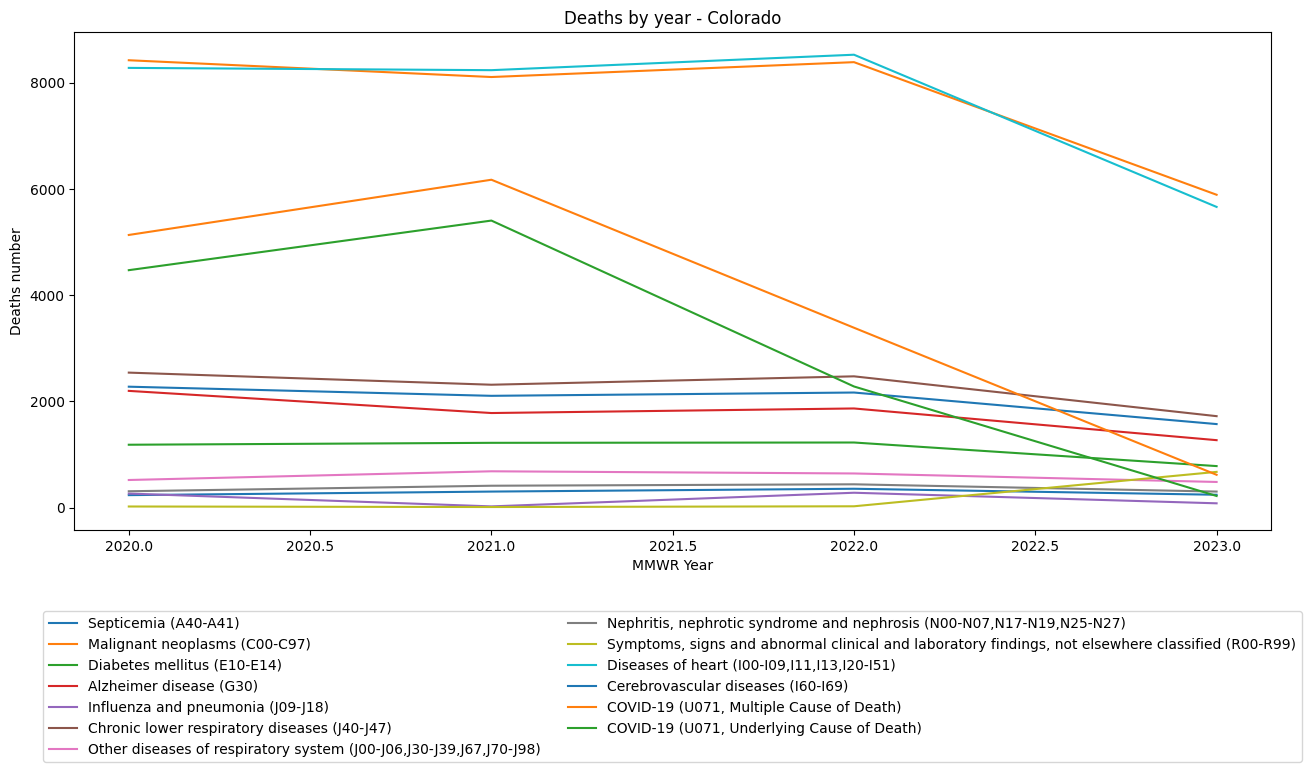 Deaths by year - Colorado
8000
6000
4000
2000
0
Deaths number
2020.0 2020.5 2021.0 2021.5 2022.0 2022.5 2023.0
MMWR Year
Septicemia (A40-A41)
Malignant neoplasms (C00-C97)
Diabetes mellitus (E10-E14)
Alzheimer disease (G30)
Influenza and pneumonia (J09-J18)
Chronic lower respiratory diseases (J40-J47)
Other diseases of respiratory system (J00-J06,J30-J39,J67,J70-J98)
Nephritis, nephrotic syndrome and nephrosis (N00-N07,N17-N19,N25-N27)
Symptoms, signs and abnormal clinical and laboratory findings, not elsewhere classified (R00-R99)
Diseases of heart (I00-I09,I11,I13,I20-I51)
Cerebrovascular diseases (I60-I69)
COVID-19 (U071, Multiple Cause of Death)
COVID-19 (U071, Underlying Cause of Death)